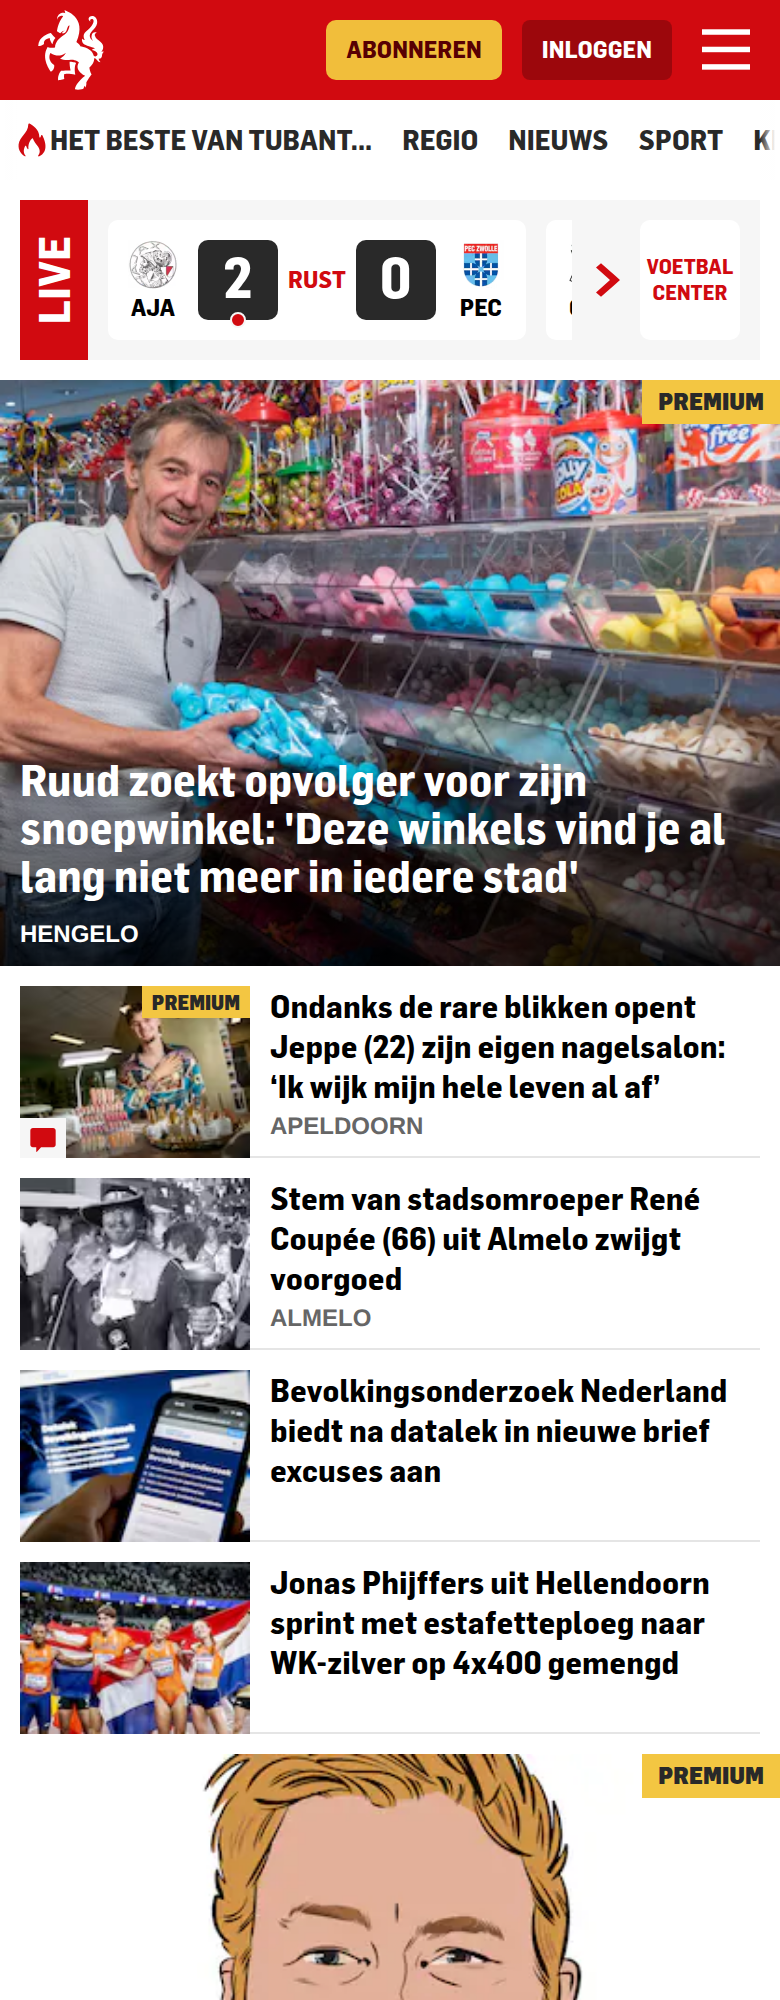 ABONNEREN
INLOGGEN
HET BESTE VAN TUBANT...
REGIO
NIEUWS
SPORT
LIVE
AJA
2
RUST
0
PEC ZWOLLE
PEC
VOETBAL
CENTER
PREMIUM
free
Ruud zoekt opvolger voor zijn
snoepwinkel: 'Deze winkels vind je al
lang niet meer in iedere stad'
HENGELO
PREMIUM
Ondanks de rare blikken opent
Jeppe (22) zijn eigen nagelsalon:
‘Ik wijk mijn hele leven al af’
APELDOORN
Stem van stadsomroeper René
Coupée (66) uit Almelo zwijgt
voorgoed
ALMELO
Bevolkingsonderzoek Nederland
biedt na datalek in nieuwe brief
excuses aan
Jonas Phijffers uit Hellendoorn
sprint met estafetteploeg naar
WK-zilver op 4x400 gemengd
PREMIUM